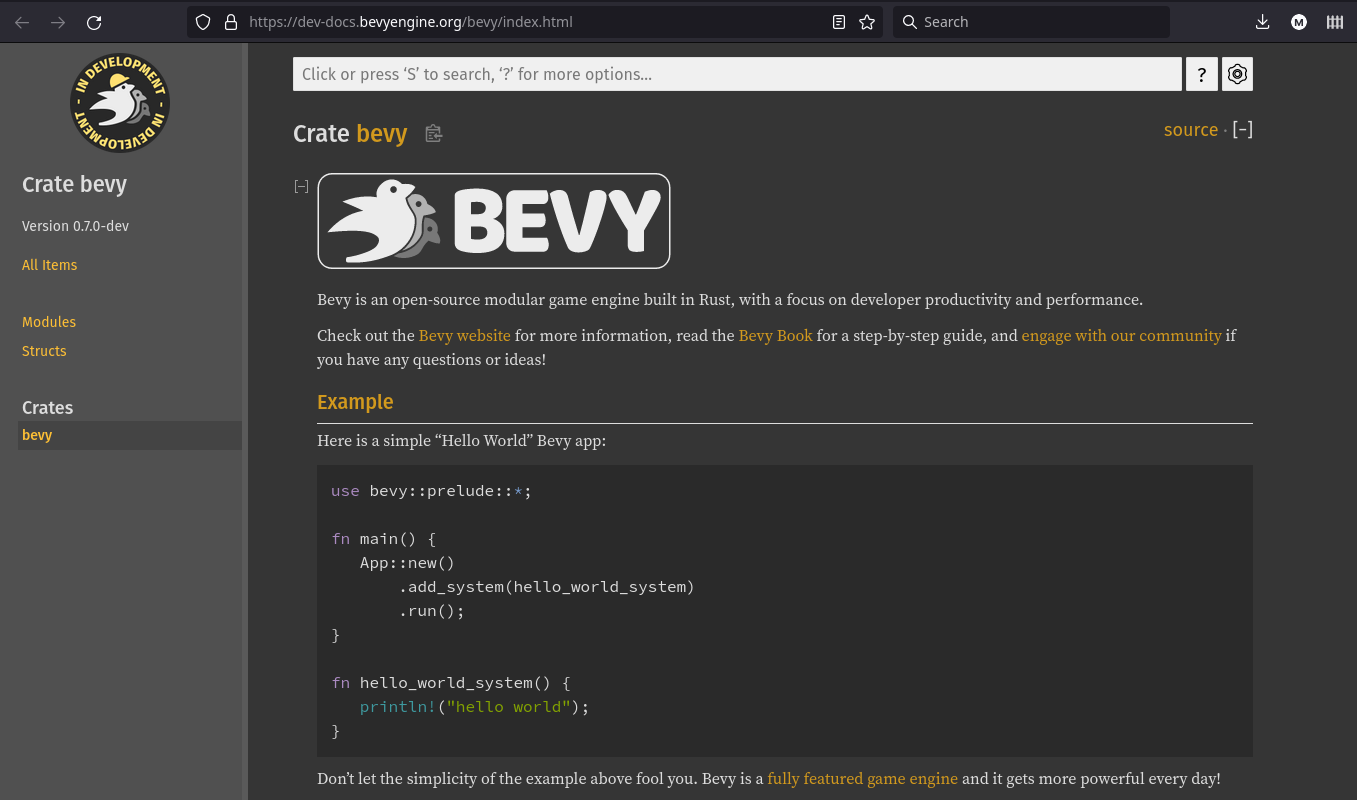 https://dev-docs.bevyengine.org/bevy/index.html
Search
M
IN DEVELOPMENT - IN DEVELOPMENT -
Crate bevy
Version 0.7.0-dev
All Items
Modules
Structs
Crates
bevy
Click or press ‘S’ to search, ‘?’ for more options…
?
Crate bevy
source · [−]
[−]
BEVY
Bevy is an open-source modular game engine built in Rust, with a focus on developer productivity and performance.
Check out the Bevy website for more information, read the Bevy Book for a step-by-step guide, and engage with our community if
you have any questions or ideas!
Example
Here is a simple “Hello World” Bevy app:
use bevy::prelude::*;
fn main() {
   App::new()
       .add_system(hello_world_system)
       .run();
}
fn hello_world_system() {
   println!("hello world");
}
Don’t let the simplicity of the example above fool you. Bevy is a fully featured game engine and it gets more powerful every day!